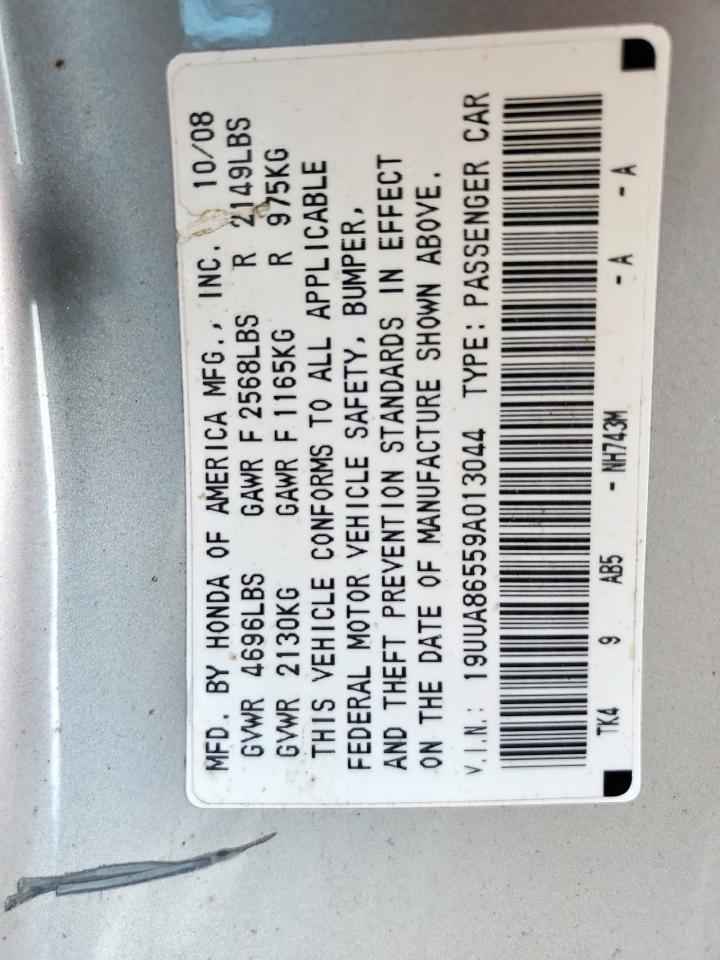 MFD. BY HONDA OF AMERICA MFG., INC. 10/08
GVWR 4696LBS GAWR F 2568LBS R 2149LBS
GVWR 2130KG GAWR F 1165KG R 975KG
THIS VEHICLE CONFORMS TO ALL APPLICABLE
FEDERAL MOTOR VEHICLE SAFETY, BUMPER,
AND THEFT PREVENTION STANDARDS IN EFFECT
ON THE DATE OF MANUFACTURE SHOWN ABOVE.
V.I.N.: 19UUA86559A013044 TYPE: PASSENGER CAR
TK4 9 AB5 - NH743M - A - A